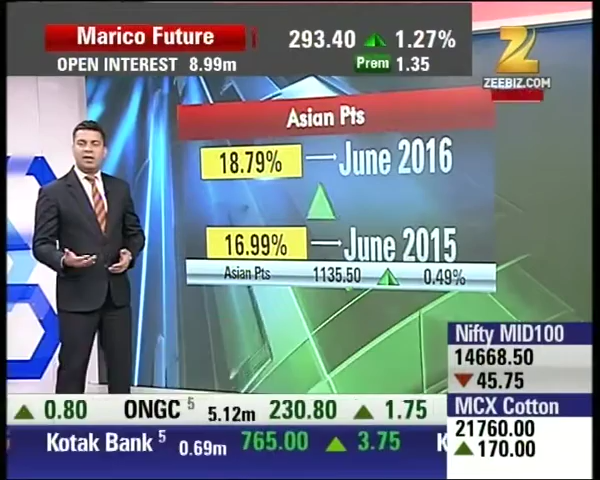 Marico Future
293.40 1.27%
OPEN INTEREST 8.99m
Prem 1.35
Z
ZEEBIZ.COM
Asian Pts
18.79% June 2016
16.99% June 2015
Asian Pts 1135.50 0.49%
Nifty MID100
14668.50
45.75
MCX Cotton
21760.00
170.00
0.80 ONGC 5 5.12m 230.80 1.75
Kotak Bank 5 0.69m 765.00 3.75 K